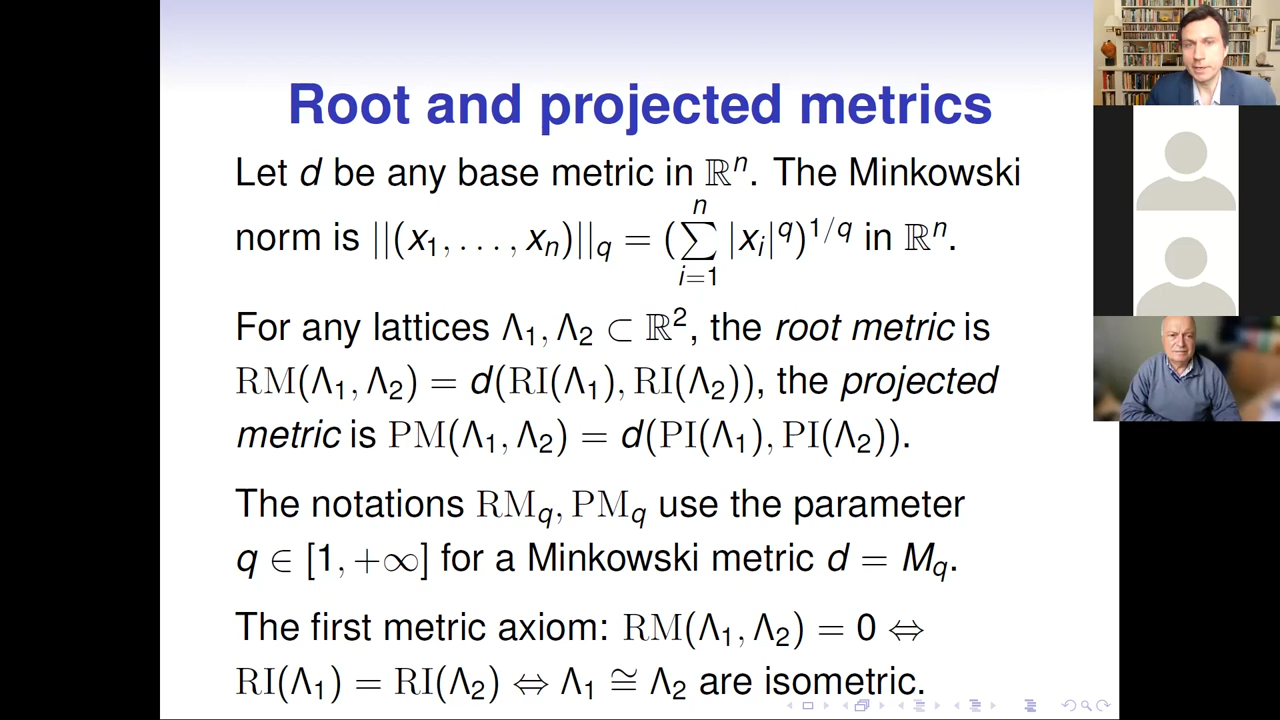 Root and projected metrics
Let d be any base metric in ℝⁿ. The Minkowski
norm is ||(x₁, . . . , xₙ)||_q = (∑_{i=1}^{n} |x_i|^q)^{1/q} in ℝⁿ.
For any lattices Λ₁, Λ₂ ⊂ ℝ², the root metric is
RM(Λ₁, Λ₂) = d(RI(Λ₁), RI(Λ₂)), the projected
metric is PM(Λ₁, Λ₂) = d(PI(Λ₁), PI(Λ₂)).
The notations RM_q, PM_q use the parameter
q ∈ [1, +∞] for a Minkowski metric d = M_q.
The first metric axiom: RM(Λ₁, Λ₂) = 0 ⇔
RI(Λ₁) = RI(Λ₂) ⇔ Λ₁ ≅ Λ₂ are isometric.